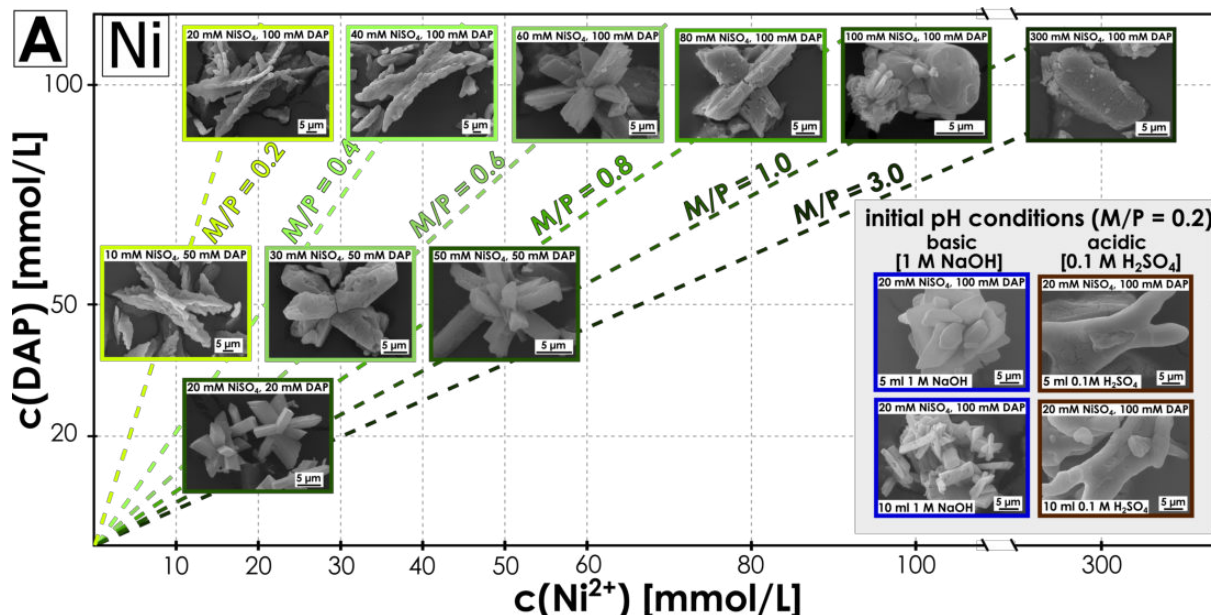 A
Ni
c(DAP) [mmol/L]
100
50
20
20 mM NiSO₄, 100 mM DAP
5 µm
40 mM NiSO₄, 100 mM DAP
5 µm
60 mM NiSO₄, 100 mM DAP
5 µm
80 mM NiSO₄, 100 mM DAP
5 µm
100 mM NiSO₄, 100 mM DAP
5 µm
300 mM NiSO₄, 100 mM DAP
5 µm
M/P = 0.2
M/P = 0.4
M/P = 0.6
M/P = 0.8
M/P = 1.0
M/P = 3.0
10 mM NiSO₄, 50 mM DAP
5 µm
30 mM NiSO₄, 50 mM DAP
5 µm
50 mM NiSO₄, 50 mM DAP
5 µm
20 mM NiSO₄, 20 mM DAP
5 µm
initial pH conditions (M/P = 0.2)
basic
[1 M NaOH]
acidic
[0.1 M H₂SO₄]
20 mM NiSO₄, 100 mM DAP
5 µm
5 ml 1 M NaOH
20 mM NiSO₄, 100 mM DAP
5 µm
5 ml 0.1M H₂SO₄
20 mM NiSO₄, 100 mM DAP
5 µm
10 ml 1 M NaOH
20 mM NiSO₄, 100 mM DAP
5 µm
10 ml 0.1 M H₂SO₄
10
20
30
40
50
60
80
100
300
c(Ni²⁺) [mmol/L]